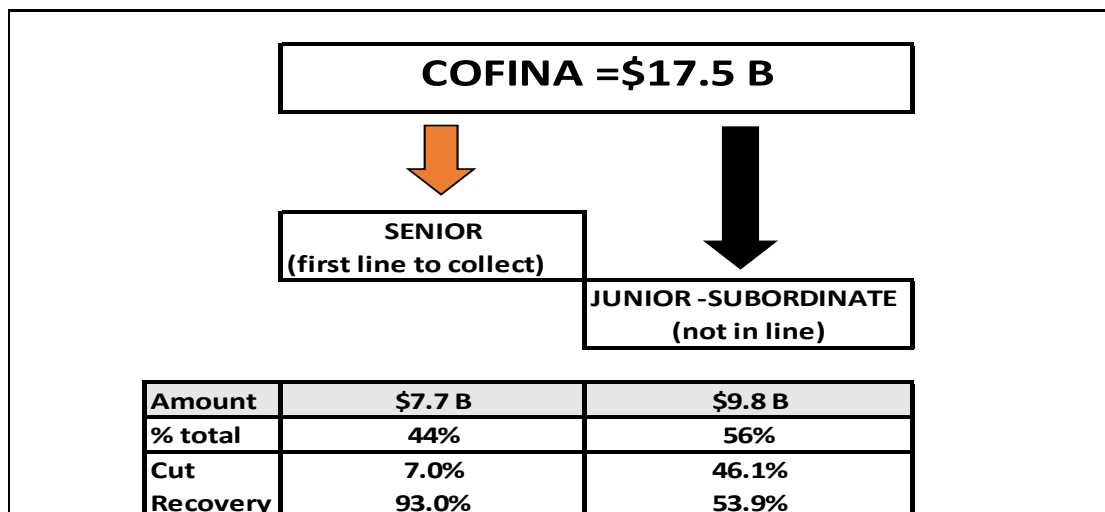 COFINA =$17.5 B
SENIOR
(first line to collect)
JUNIOR -SUBORDINATE
(not in line)
Amount $7.7 B $9.8 B
% total 44% 56%
Cut 7.0% 46.1%
Recovery 93.0% 53.9%